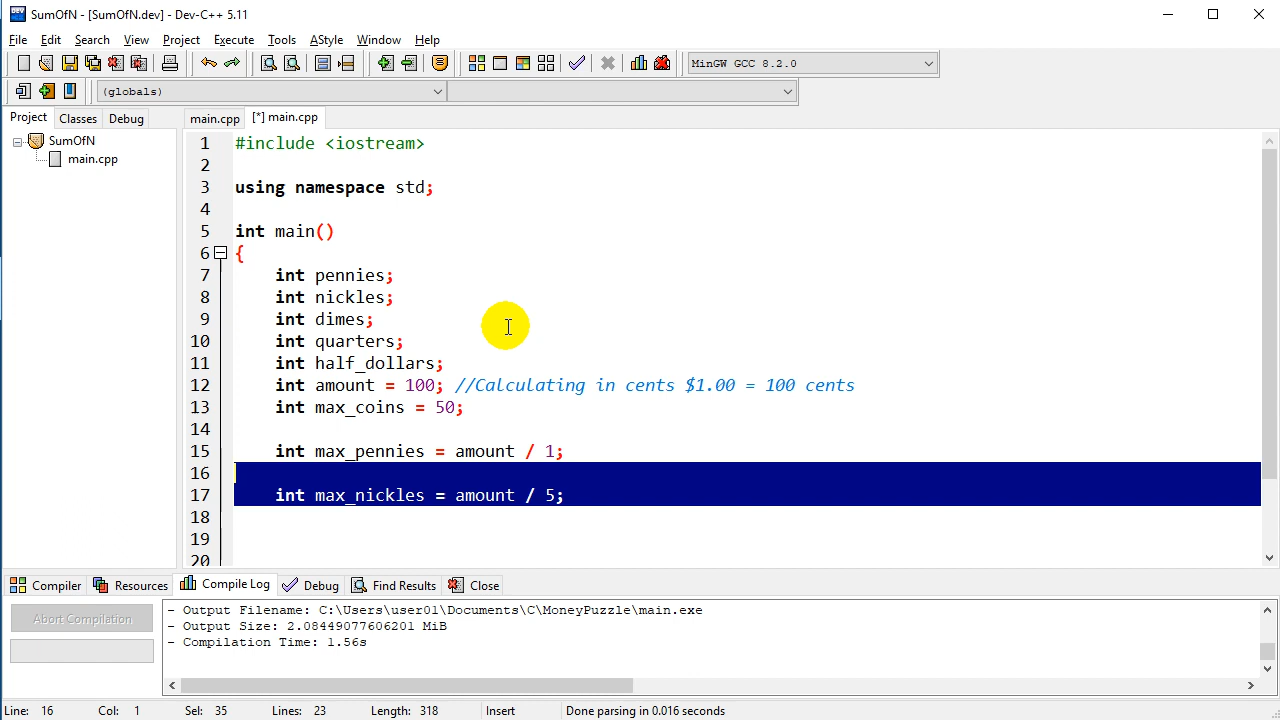 SumOfN - [SumOfN.dev] - Dev-C++ 5.11
File Edit Search View Project Execute Tools AStyle Window Help
MinGW GCC 8.2.0
(globals)
Project Classes Debug
main.cpp [*] main.cpp
SumOfN
main.cpp
1 #include <iostream>
2
3 using namespace std;
4
5 int main()
6 {
7 int pennies;
8 int nickles;
9 int dimes;
10 int quarters;
11 int half_dollars;
12 int amount = 100; //Calculating in cents $1.00 = 100 cents
13 int max_coins = 50;
14
15 int max_pennies = amount / 1;
16
17 int max_nickles = amount / 5;
18
19
20
Compiler Resources Compile Log Debug Find Results Close
Abort Compilation
- Output Filename: C:\Users\user01\Documents\C\MoneyPuzzle\main.exe
- Output Size: 2.08449077606201 MiB
- Compilation Time: 1.56s
Line: 16 Col: 1 Sel: 35 Lines: 23 Length: 318 Insert Done parsing in 0.016 seconds